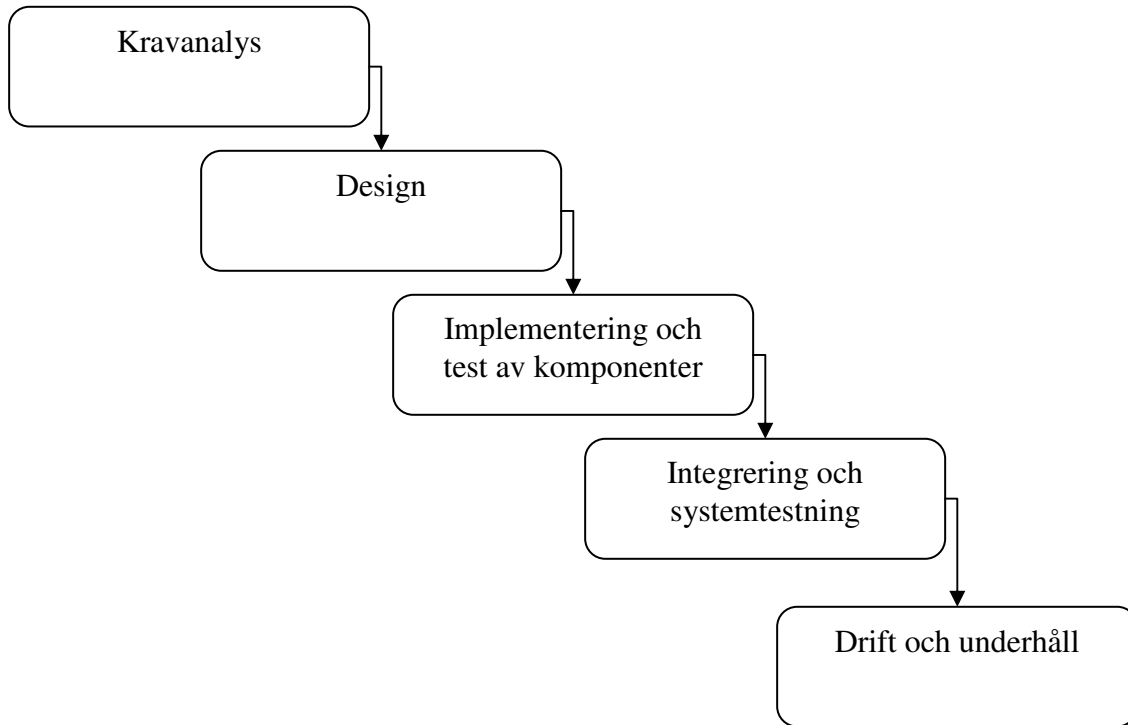 Kravanalys
Design
Implementering och
test av komponenter
Integrering och
systemtestning
Drift och underhåll